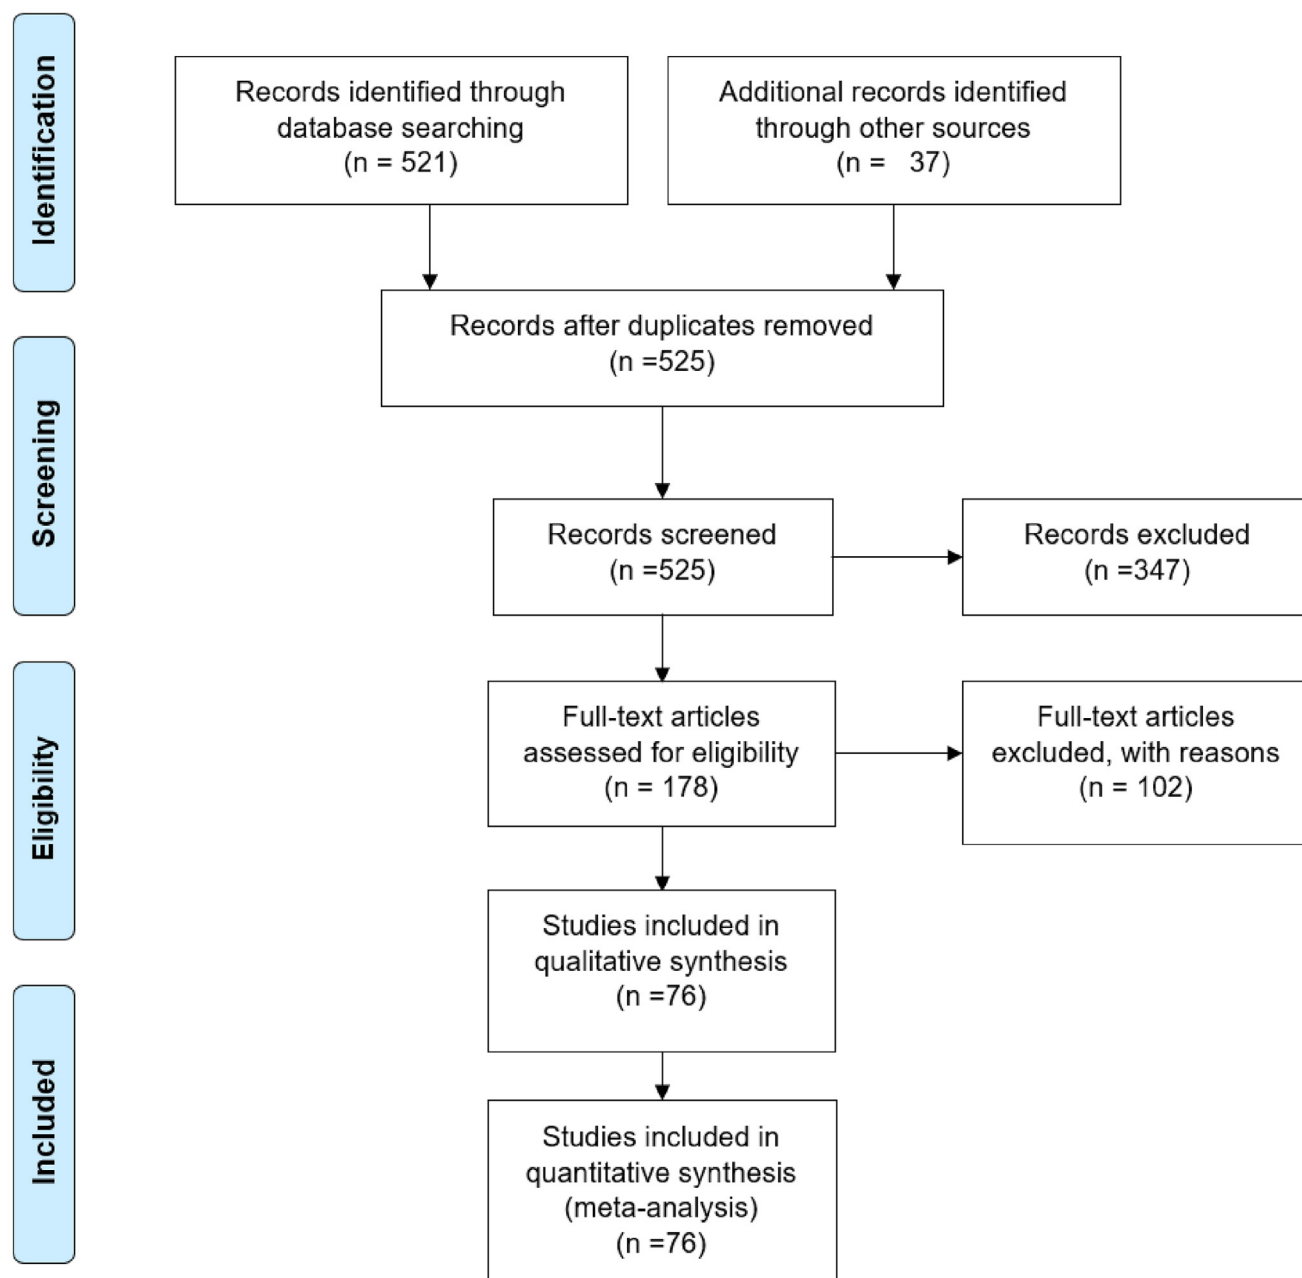 Identification
Records identified through
database searching
(n = 521)
Additional records identified
through other sources
(n =   37)
Records after duplicates removed
(n =525)
Screening
Records screened
(n =525)
Records excluded
(n =347)
Eligibility
Full-text articles
assessed for eligibility
(n = 178)
Full-text articles
excluded, with reasons
(n = 102)
Studies included in
qualitative synthesis
(n =76)
Included
Studies included in
quantitative synthesis
(meta-analysis)
(n =76)